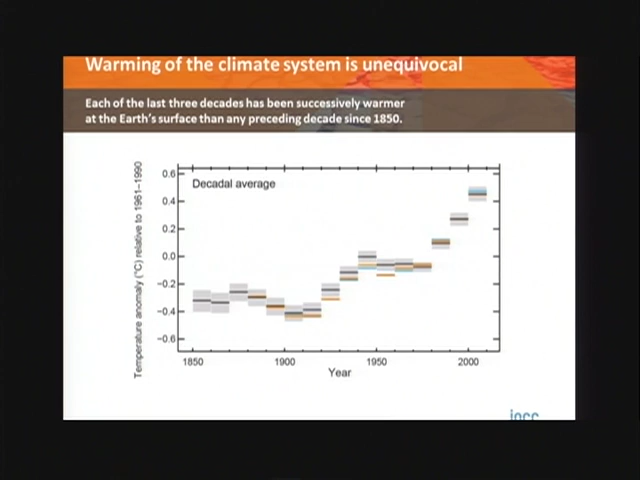 Warming of the climate system is unequivocal
Each of the last three decades has been successively warmer
at the Earth's surface than any preceding decade since 1850.
Temperature anomaly (°C) relative to 1961–1990
Decadal average
0.6
0.4
0.2
0.0
−0.2
−0.4
−0.6
1850
1900
1950
2000
Year
ipcc